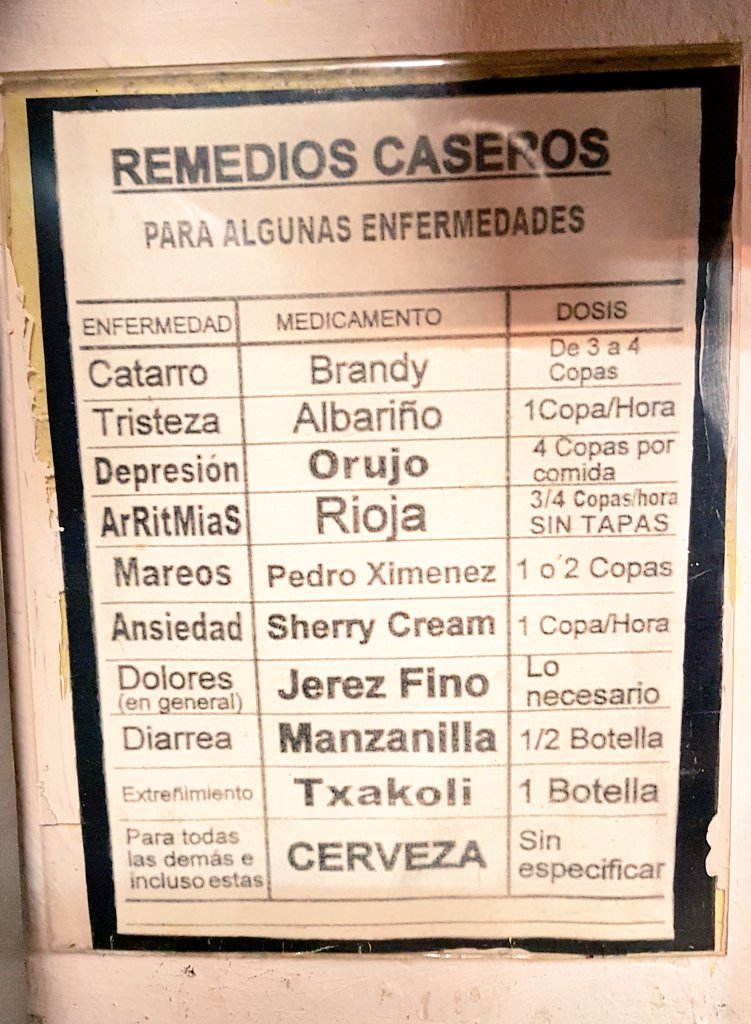 REMEDIOS CASEROS
PARA ALGUNAS ENFERMEDADES
ENFERMEDAD MEDICAMENTO DOSIS
Catarro Brandy De 3 a 4 Copas
Tristeza Albariño 1Copa/Hora
Depresión Orujo 4 Copas por comida
ArRitMiaS Rioja 3/4 Copas/hora SIN TAPAS
Mareos Pedro Ximenez 1 o 2 Copas
Ansiedad Sherry Cream 1 Copa/Hora
Dolores (en general) Jerez Fino Lo necesario
Diarrea Manzanilla 1/2 Botella
Extreñimiento Txakoli 1 Botella
Para todas las demás e incluso estas CERVEZA Sin especificar